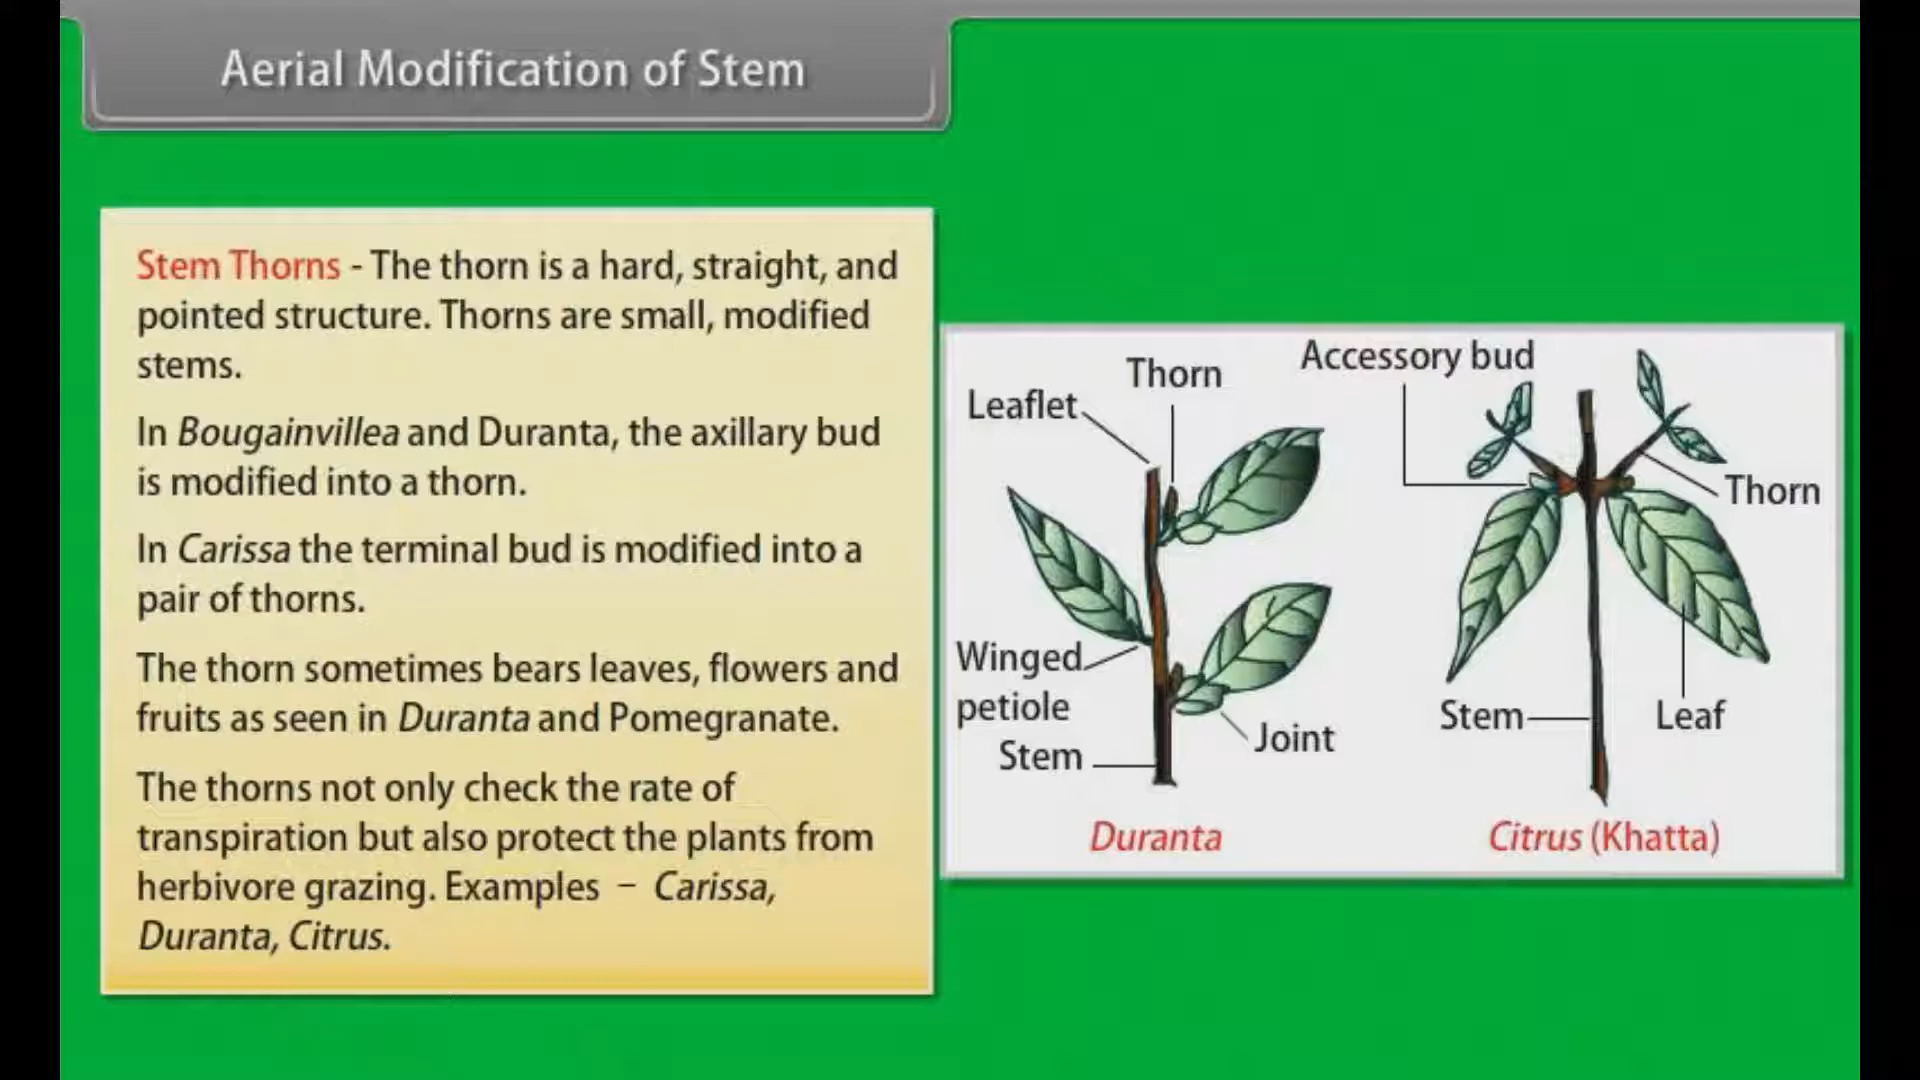 Aerial Modification of Stem
Stem Thorns - The thorn is a hard, straight, and
pointed structure. Thorns are small, modified
stems.
In Bougainvillea and Duranta, the axillary bud
is modified into a thorn.
In Carissa the terminal bud is modified into a
pair of thorns.
The thorn sometimes bears leaves, flowers and
fruits as seen in Duranta and Pomegranate.
The thorns not only check the rate of
transpiration but also protect the plants from
herbivore grazing. Examples – Carissa,
Duranta, Citrus.
Thorn
Leaflet
Winged
petiole
Stem
Joint
Duranta
Accessory bud
Thorn
Stem
Leaf
Citrus (Khatta)